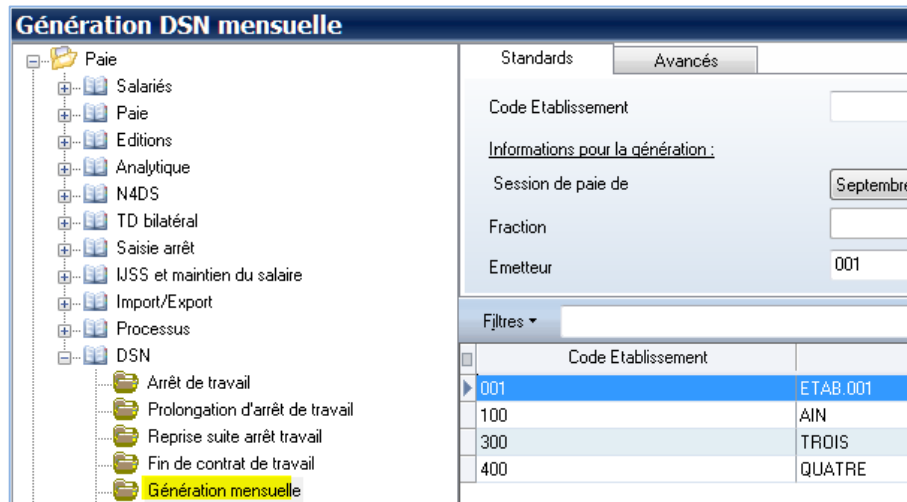 Génération DSN mensuelle
Paie
Salariés
Paie
Editions
Analytique
N4DS
TD bilatéral
Saisie arrêt
IJSS et maintien du salaire
Import/Export
Processus
DSN
Arrêt de travail
Prolongation d'arrêt de travail
Reprise suite arrêt travail
Fin de contrat de travail
Génération mensuelle
Standards
Avancés
Code Etablissement
Informations pour la génération :
Session de paie de
Septembre
Fraction
Emetteur
001
Filtres
Code Etablissement
001
ETAB.001
100
AIN
300
TROIS
400
QUATRE